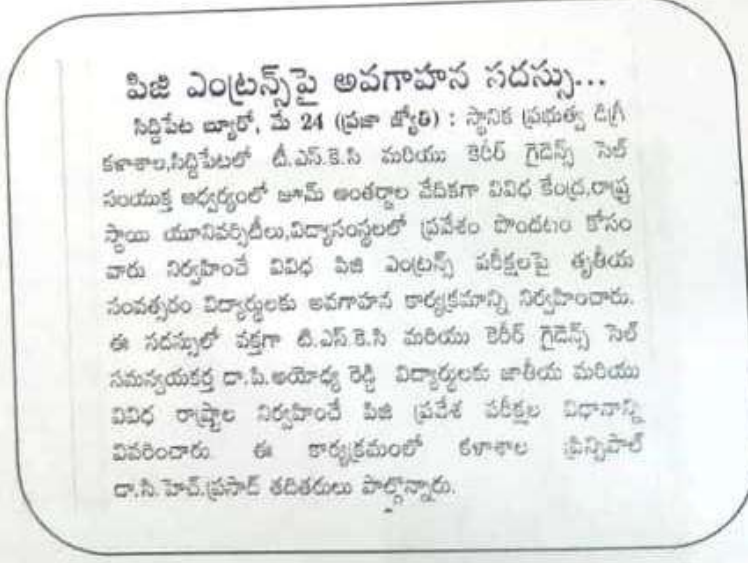 పిజి ఎంట్రన్స్‌పై అవగాహన సదస్సు...
సిద్దిపేట బ్యూరో, మే 24 (ప్రజా జ్యోతి) : స్థానిక ప్రభుత్వ డిగ్రీ
కళాశాల,సిద్దిపేటలో టి.ఎస్.కె.సి మరియు కెరీర్ గైడెన్స్ సెల్
సంయుక్త అధ్వర్యంలో జూమ్ అంతర్జాల వేదికగా వివిధ కేంద్ర,రాష్ట్ర
స్థాయి యూనివర్సిటీలు,విద్యాసంస్థలలో ప్రవేశం పొందటం కోసం
వారు నిర్వహించే వివిధ పిజి ఎంట్రన్స్ పరీక్షలపై తృతీయ
సంవత్సరం విద్యార్థులకు అవగాహన కార్యక్రమాన్ని నిర్వహించారు.
ఈ సదస్సులో వక్తగా టి.ఎస్.కె.సి మరియు కెరీర్ గైడెన్స్ సెల్
సమన్వయకర్త డా.పి.అయోధ్య రెడ్డి విద్యార్థులకు జాతీయ మరియు
వివిధ రాష్ట్రాల నిర్వహించే పిజి ప్రవేశ పరీక్షల విధానాన్ని
వివరించారు. ఈ కార్యక్రమంలో కళాశాల ప్రిన్సిపాల్
డా.సి.హెచ్.ప్రసాద్ తదితరులు పాల్గొన్నారు.